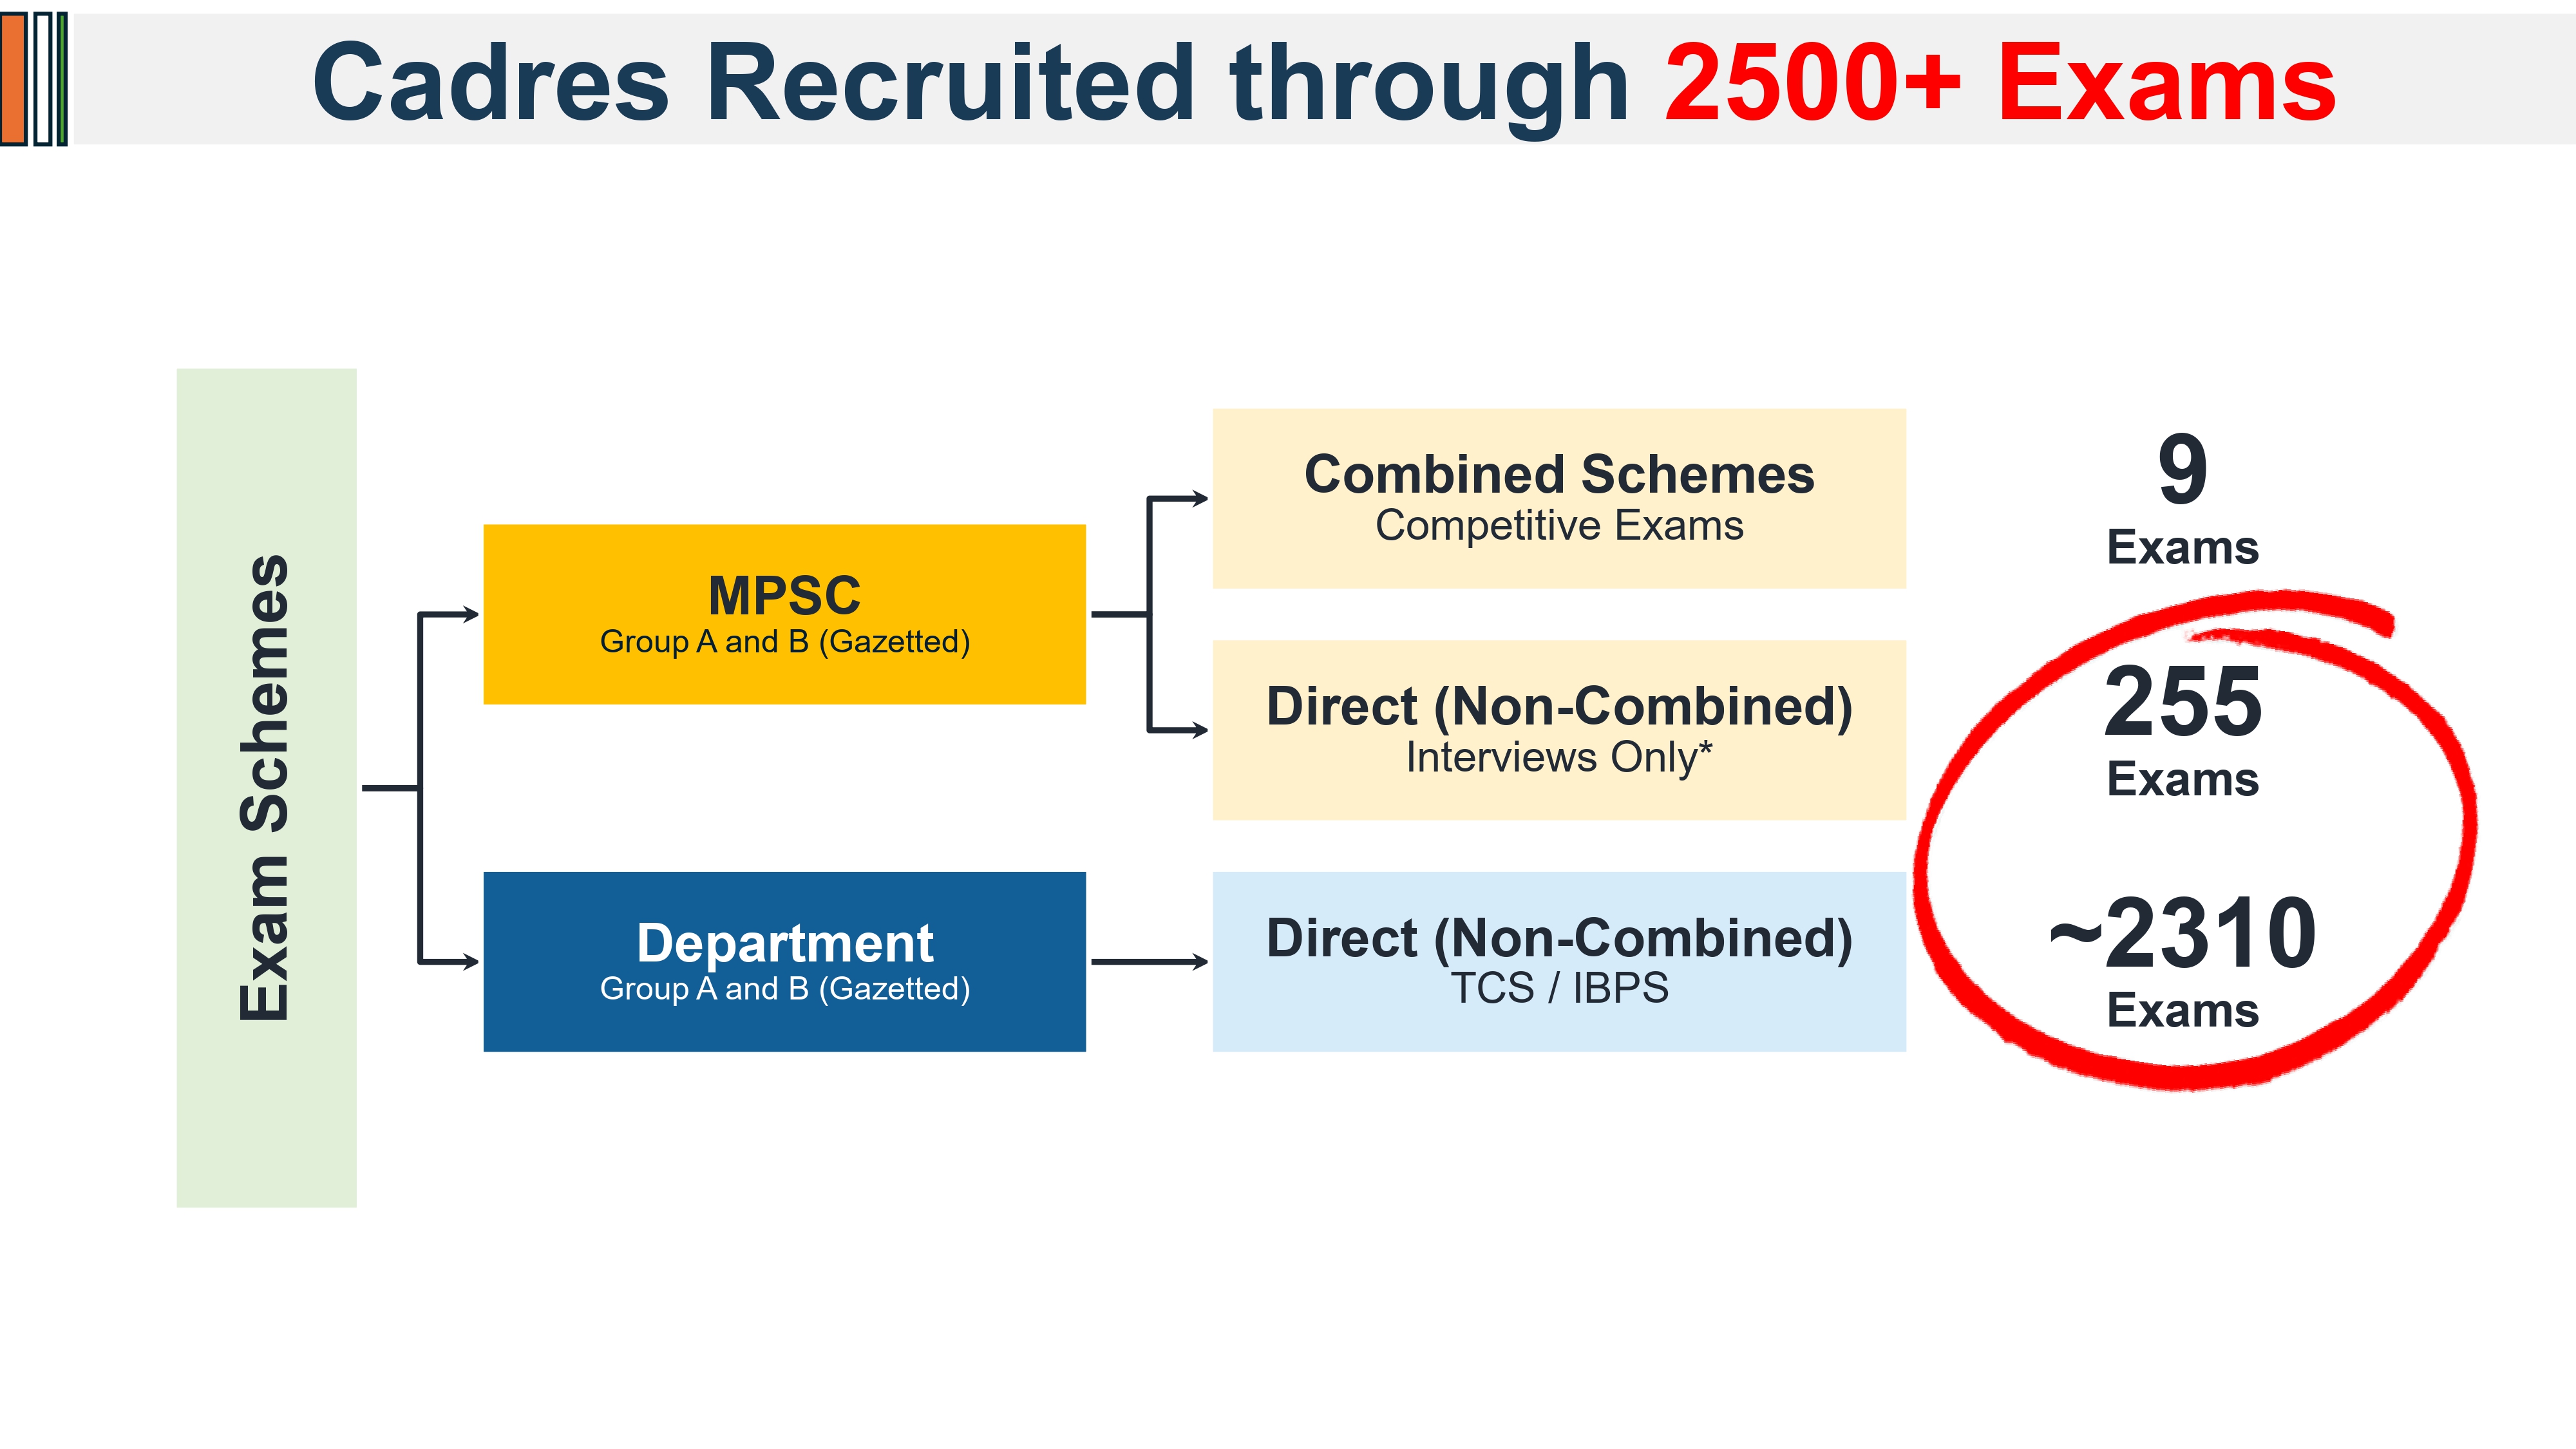 Cadres Recruited through 2500+ Exams
Exam Schemes
MPSC
Group A and B (Gazetted)
Combined Schemes
Competitive Exams
9
Exams
Direct (Non-Combined)
Interviews Only*
255
Exams
Department
Group A and B (Gazetted)
Direct (Non-Combined)
TCS / IBPS
~2310
Exams